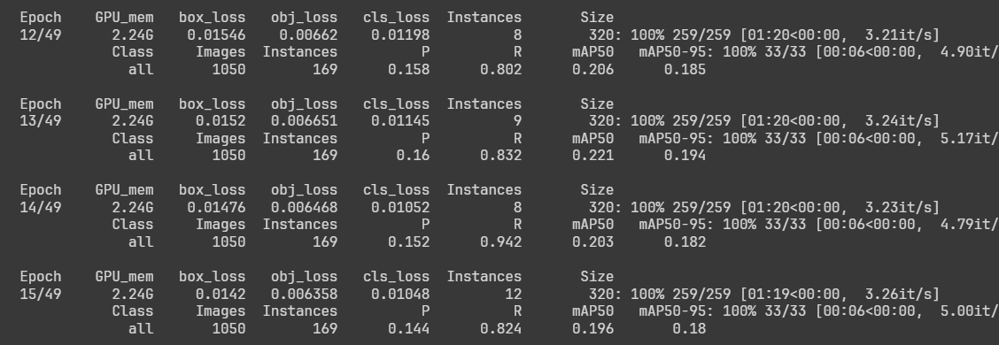 Epoch GPU_mem box_loss obj_loss cls_loss Instances Size
12/49 2.24G 0.01546 0.00662 0.01198 8 320: 100% 259/259 [01:20<00:00, 3.21it/s]
Class Images Instances P R mAP50 mAP50-95: 100% 33/33 [00:06<00:00, 4.90it/
all 1050 169 0.158 0.802 0.206 0.185
Epoch GPU_mem box_loss obj_loss cls_loss Instances Size
13/49 2.24G 0.0152 0.006651 0.01145 9 320: 100% 259/259 [01:20<00:00, 3.24it/s]
Class Images Instances P R mAP50 mAP50-95: 100% 33/33 [00:06<00:00, 5.17it/
all 1050 169 0.16 0.832 0.221 0.194
Epoch GPU_mem box_loss obj_loss cls_loss Instances Size
14/49 2.24G 0.01476 0.006468 0.01052 8 320: 100% 259/259 [01:20<00:00, 3.23it/s]
Class Images Instances P R mAP50 mAP50-95: 100% 33/33 [00:06<00:00, 4.79it/
all 1050 169 0.152 0.942 0.203 0.182
Epoch GPU_mem box_loss obj_loss cls_loss Instances Size
15/49 2.24G 0.0142 0.006358 0.01048 12 320: 100% 259/259 [01:19<00:00, 3.26it/s]
Class Images Instances P R mAP50 mAP50-95: 100% 33/33 [00:06<00:00, 5.00it/
all 1050 169 0.144 0.824 0.196 0.18